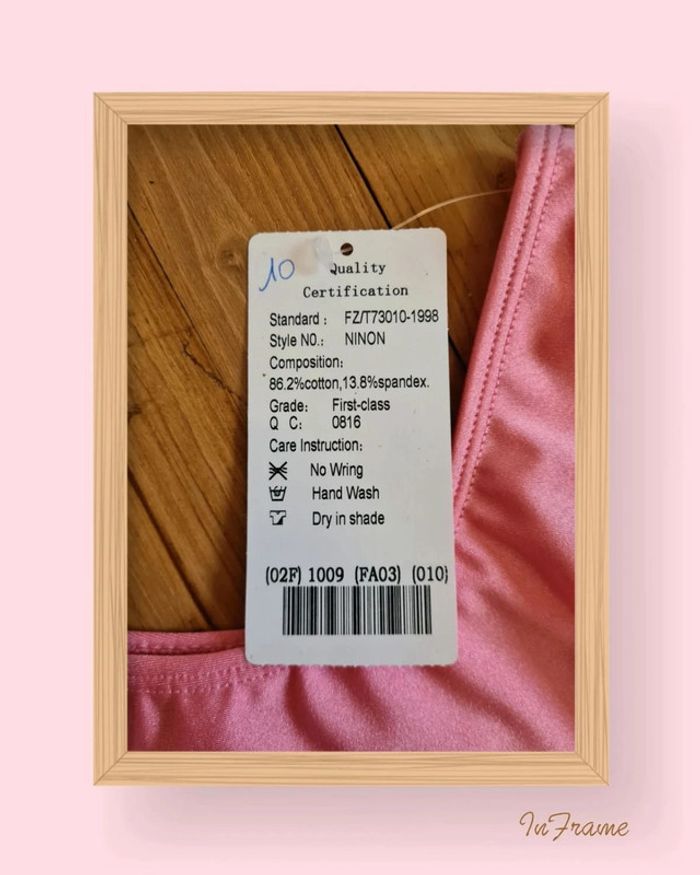 10
Quality
Certification
Standard : FZ/T73010-1998
Style N0.: NINON
Composition:
86.2%cotton,13.8%spandex.
Grade: First-class
Q C: 0816
Care Instruction:
No Wring
Hand Wash
Dry in shade
(02F) 1009 (FA03) (010)
InFrame